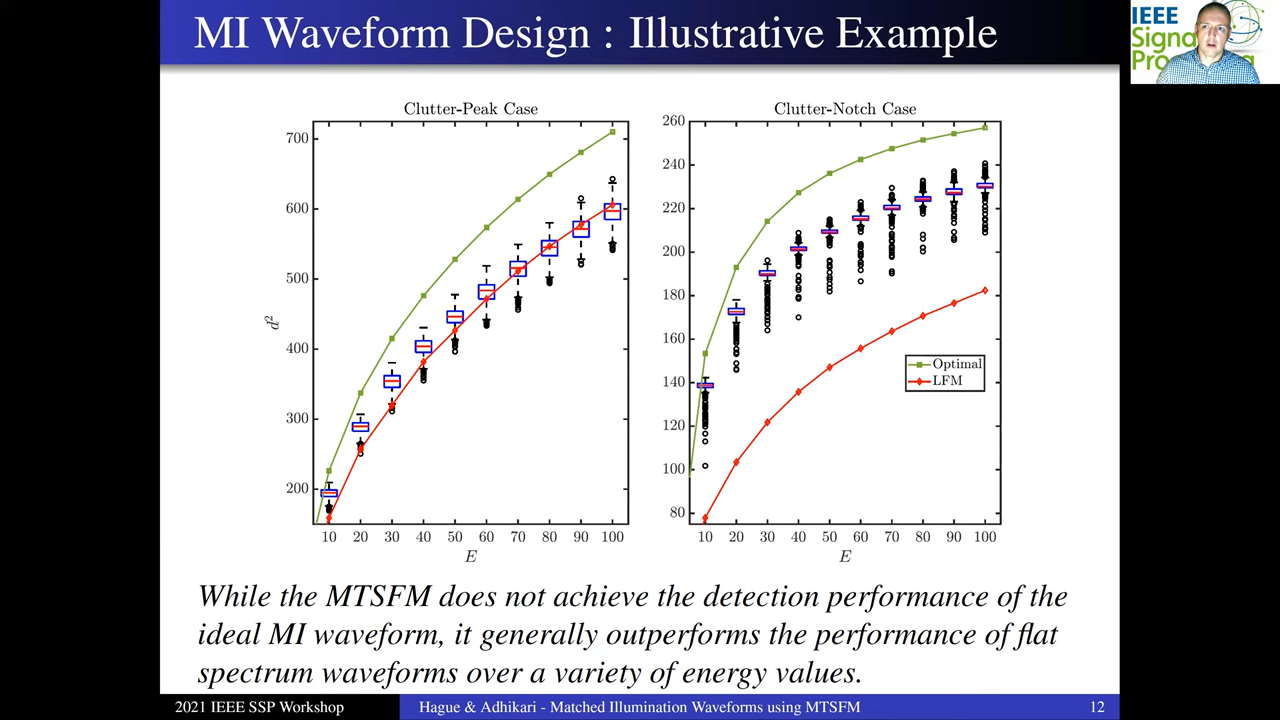 MI Waveform Design : Illustrative Example
IEEE
Signa
Pro
g
Clutter-Peak Case
700
600
500
400
300
200
d²
10 20 30 40 50 60 70 80 90 100
E
Clutter-Notch Case
260
240
220
200
180
160
140
120
100
80
Optimal
LFM
10 20 30 40 50 60 70 80 90 100
E
While the MTSFM does not achieve the detection performance of the
ideal MI waveform, it generally outperforms the performance of flat
spectrum waveforms over a variety of energy values.
2021 IEEE SSP Workshop
Hague & Adhikari - Matched Illumination Waveforms using MTSFM
12